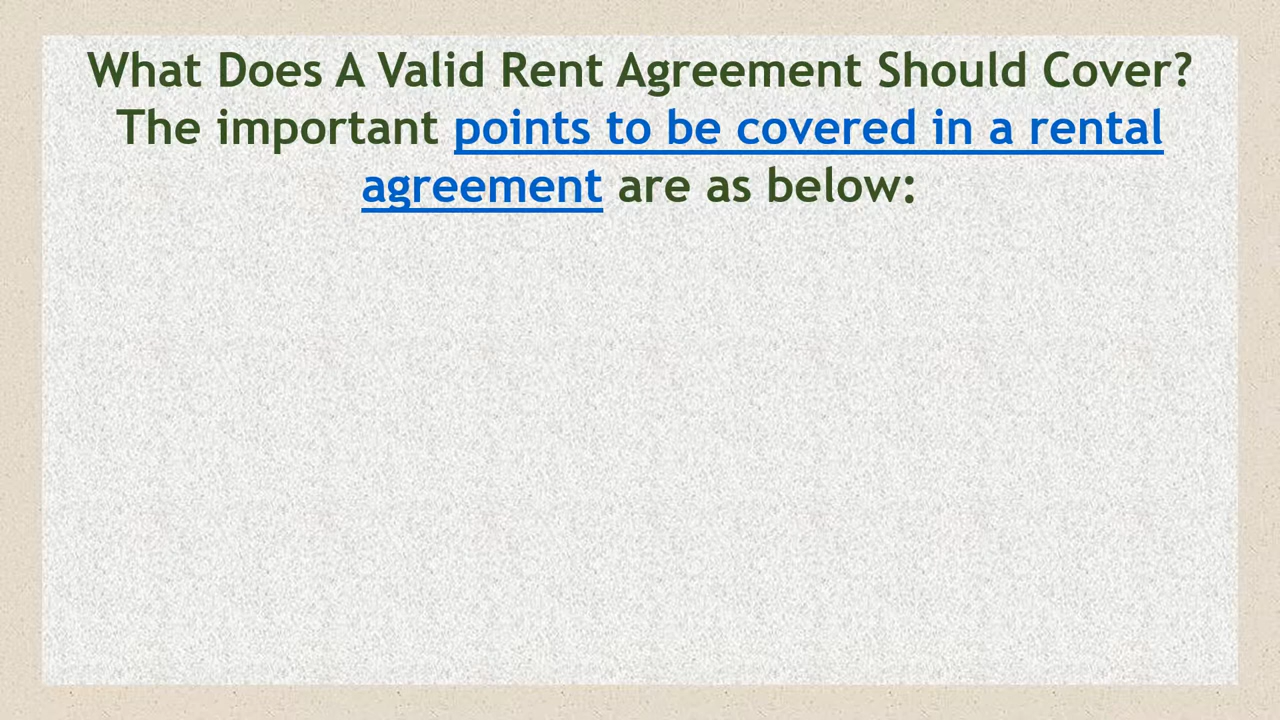 What Does A Valid Rent Agreement Should Cover?
The important points to be covered in a rental
agreement are as below: